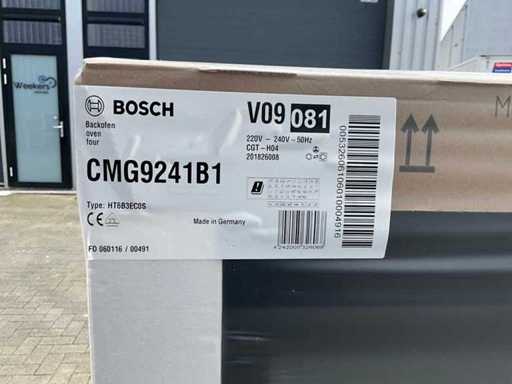 Weekers
BOSCH
V09 081
Backofen
oven
four
220V - 240V - 50Hz
CGT - H04
201826008
CMG9241B1
Type: HT6B3EC0S
CE
Made in Germany
FD 060116 / 00491
M